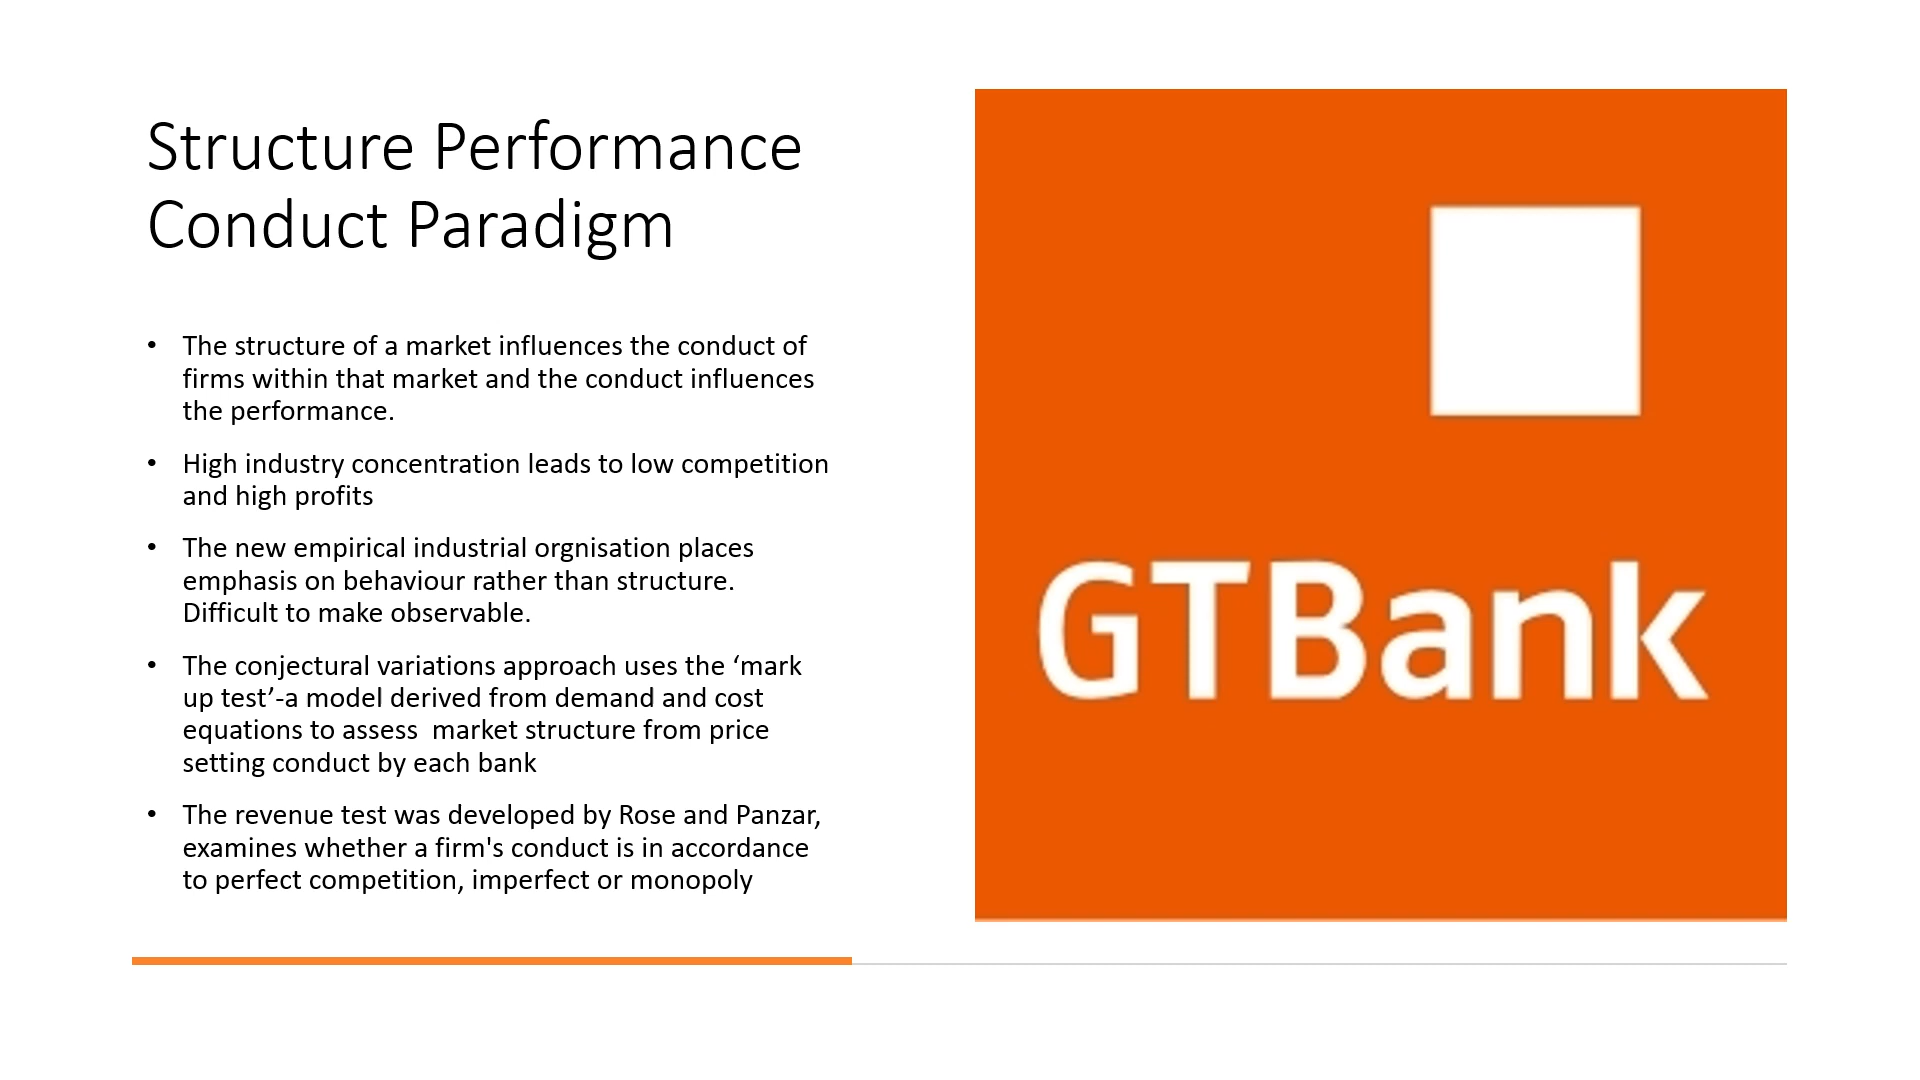 Structure Performance
Conduct Paradigm
• The structure of a market influences the conduct of
firms within that market and the conduct influences
the performance.
• High industry concentration leads to low competition
and high profits
• The new empirical industrial orgnisation places
emphasis on behaviour rather than structure.
Difficult to make observable.
• The conjectural variations approach uses the ‘mark
up test’-a model derived from demand and cost
equations to assess  market structure from price
setting conduct by each bank
• The revenue test was developed by Rose and Panzar,
examines whether a firm's conduct is in accordance
to perfect competition, imperfect or monopoly
GTBank